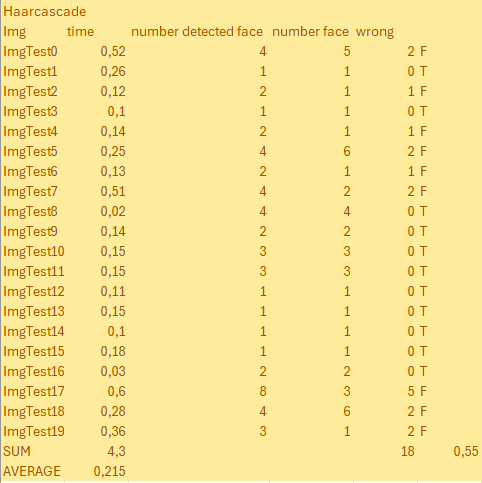 Haarcascade
Img time number detected face number face wrong
ImgTest0 0,52 4 5 2 F
ImgTest1 0,26 1 1 0 T
ImgTest2 0,12 2 1 1 F
ImgTest3 0,1 1 1 0 T
ImgTest4 0,14 2 1 1 F
ImgTest5 0,25 4 6 2 F
ImgTest6 0,13 2 1 1 F
ImgTest7 0,51 4 2 2 F
ImgTest8 0,02 4 4 0 T
ImgTest9 0,14 2 2 0 T
ImgTest10 0,15 3 3 0 T
ImgTest11 0,15 3 3 0 T
ImgTest12 0,11 1 1 0 T
ImgTest13 0,15 1 1 0 T
ImgTest14 0,1 1 1 0 T
ImgTest15 0,18 1 1 0 T
ImgTest16 0,03 2 2 0 T
ImgTest17 0,6 8 3 5 F
ImgTest18 0,28 4 6 2 F
ImgTest19 0,36 3 1 2 F
SUM 4,3 18 0,55
AVERAGE 0,215